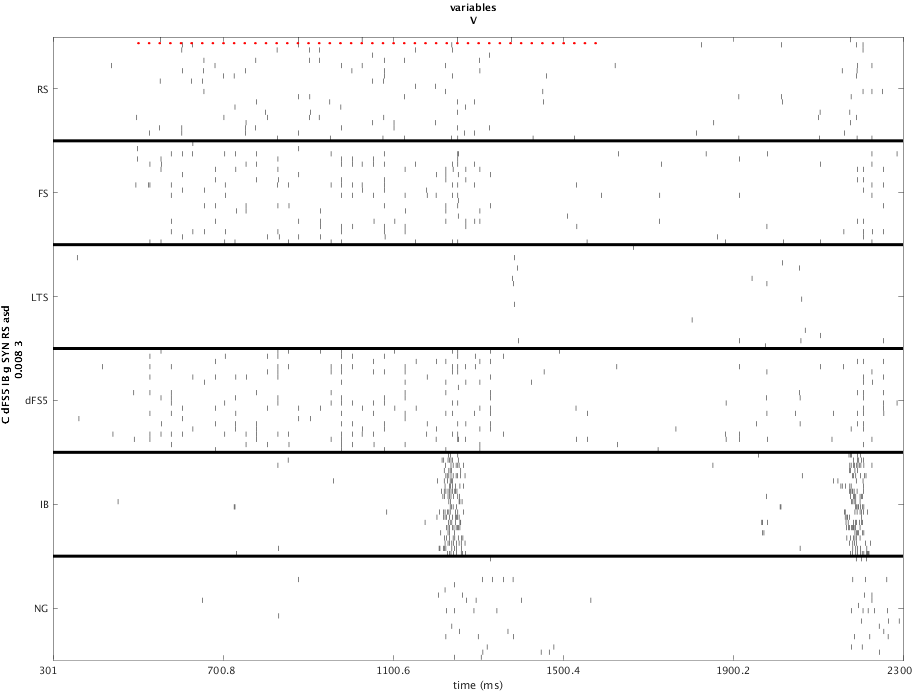 variables
V
RS
FS
LTS
dFS5
IB
NG
C dFS5 IB g SYN RS asd
0.008 3
301
700.8
1100.6
1500.4
1900.2
2300
time (ms)